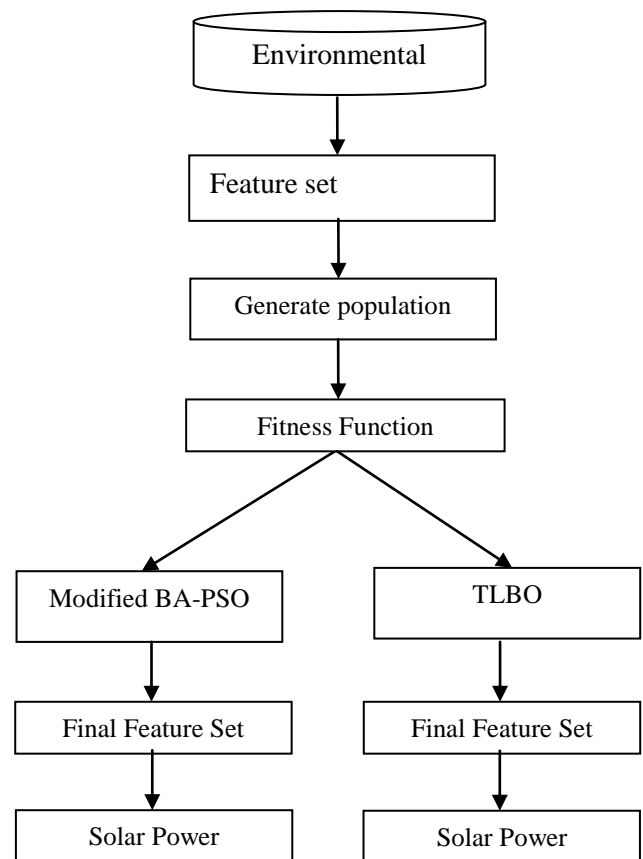 Environmental
Feature set
Generate population
Fitness Function
Modified BA-PSO
TLBO
Final Feature Set
Final Feature Set
Solar Power
Solar Power